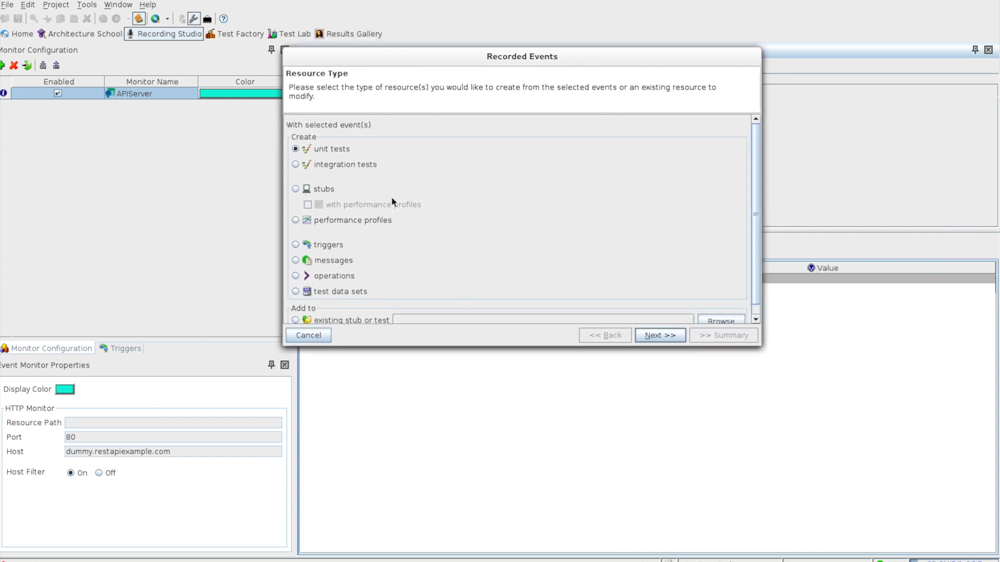 File Edit Project Tools Window Help
Home Architecture School Recording Studio Test Factory Test Lab Results Gallery
Monitor Configuration
Enabled Monitor Name Color
APIServer
Recorded Events
Resource Type
Please select the type of resource(s) you would like to create from the selected events or an existing resource to
modify.
With selected event(s)
Create
unit tests
integration tests
stubs
with performance profiles
performance profiles
triggers
messages
operations
test data sets
Add to
existing stub or test Browse
Cancel << Back Next >> >> Summary
Value
Monitor Configuration Triggers
Event Monitor Properties
Display Color
HTTP Monitor
Resource Path
Port 80
Host dummy.restapiexample.com
Host Filter On Off